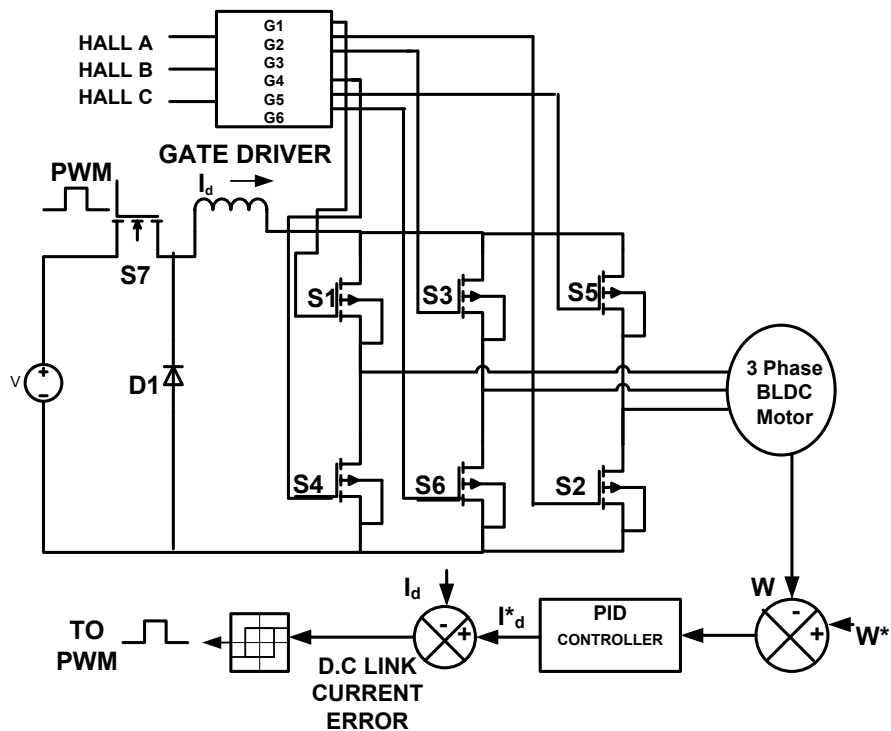 HALL A
HALL B
HALL C
G1
G2
G3
G4
G5
G6
GATE DRIVER
PWM
Id
S7
S1
S3
S5
V
D1
3 Phase
BLDC
Motor
S4
S6
S2
Id
I*d
PID
CONTROLLER
W
-
+
W*
-
+
TO
PWM
D.C LINK
CURRENT
ERROR